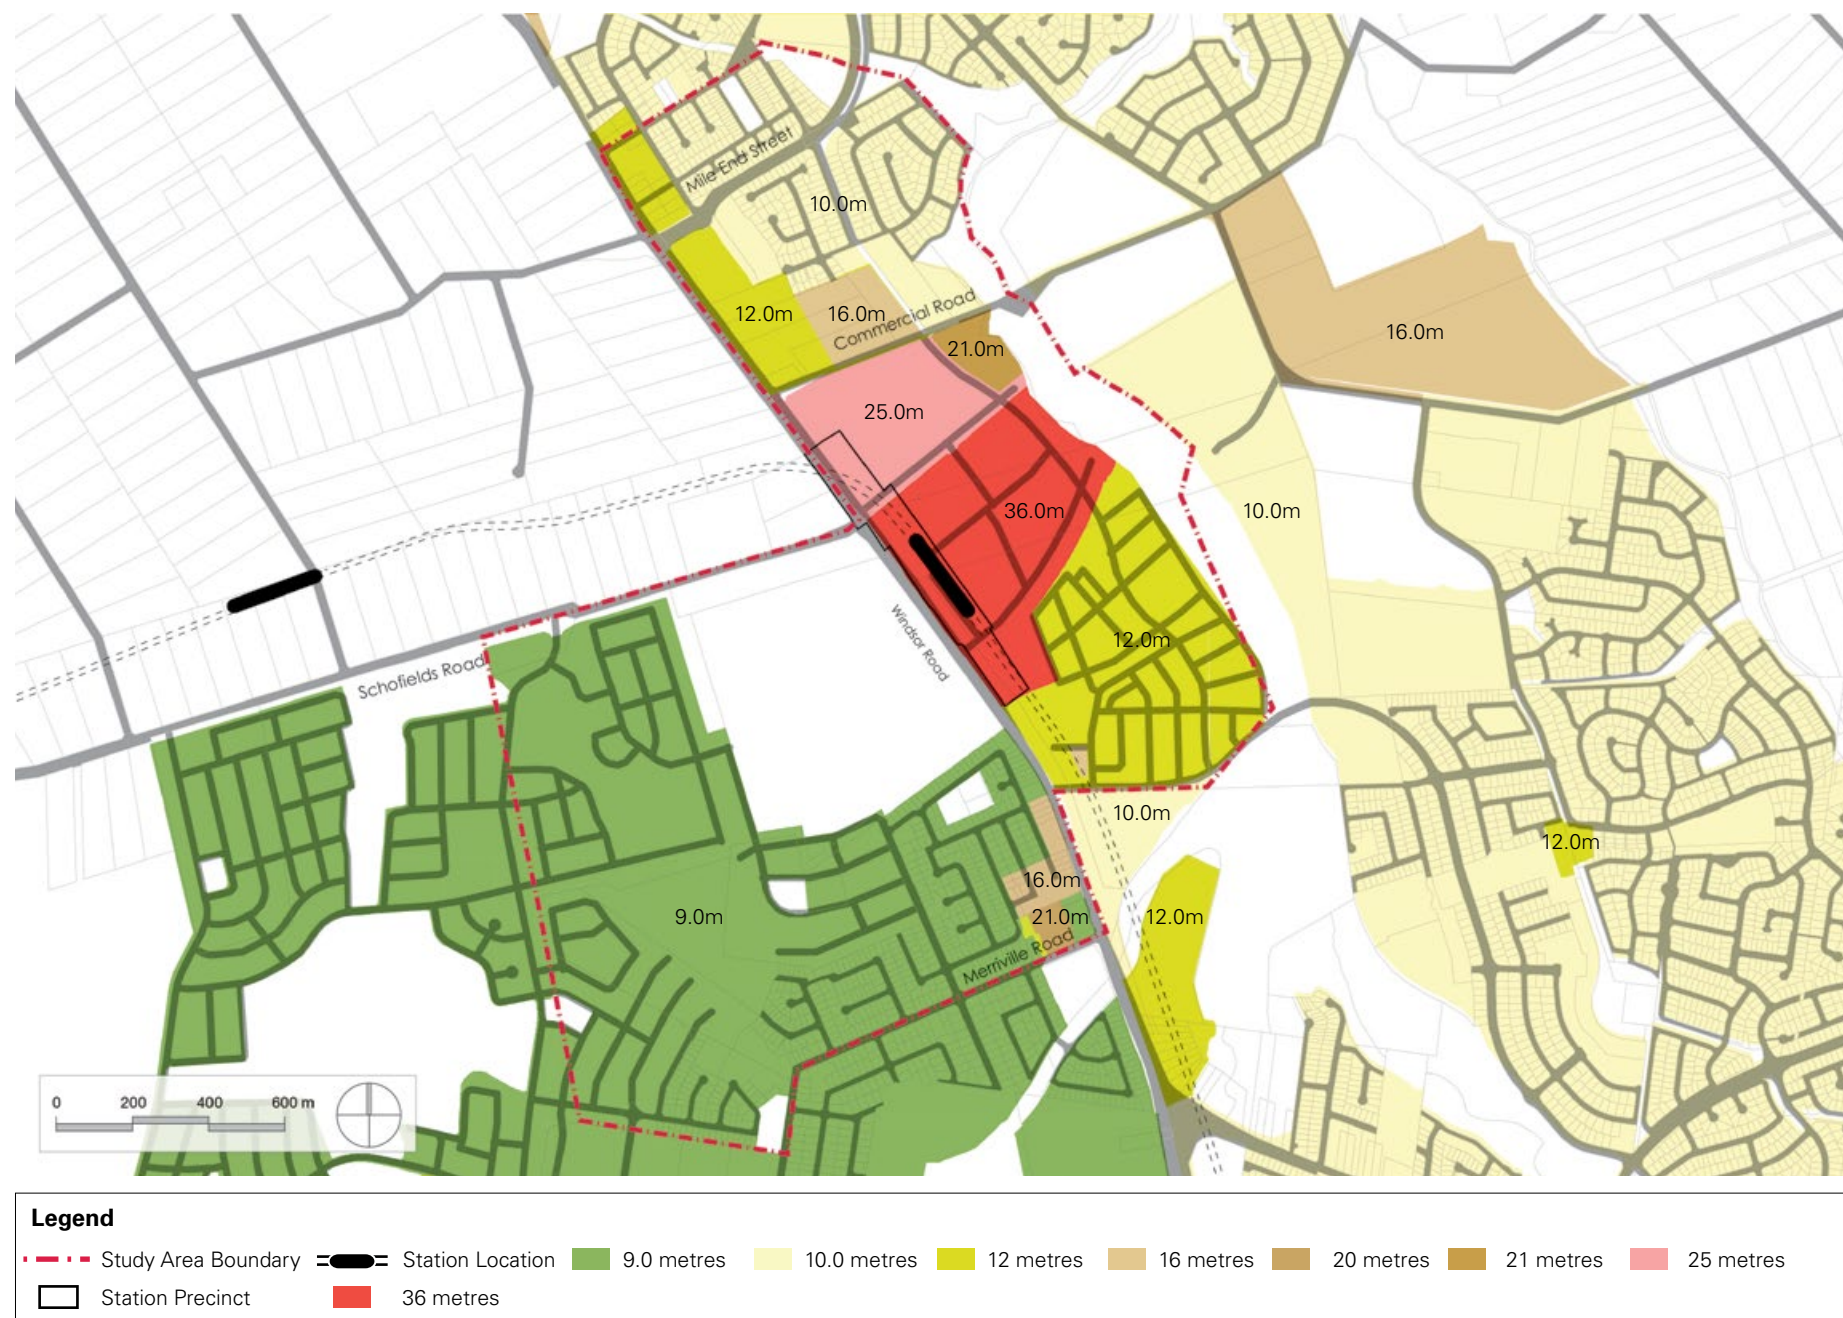 Mile End Street
10.0m
12.0m
16.0m
Commercial Road
21.0m
16.0m
25.0m
36.0m
10.0m
Windsor Road
12.0m
Schofields Road
10.0m
12.0m
16.0m
9.0m
21.0m
12.0m
Merriville Road
0 200 400 600 m
Legend
Study Area Boundary Station Location 9.0 metres 10.0 metres 12 metres 16 metres 20 metres 21 metres 25 metres
Station Precinct 36 metres